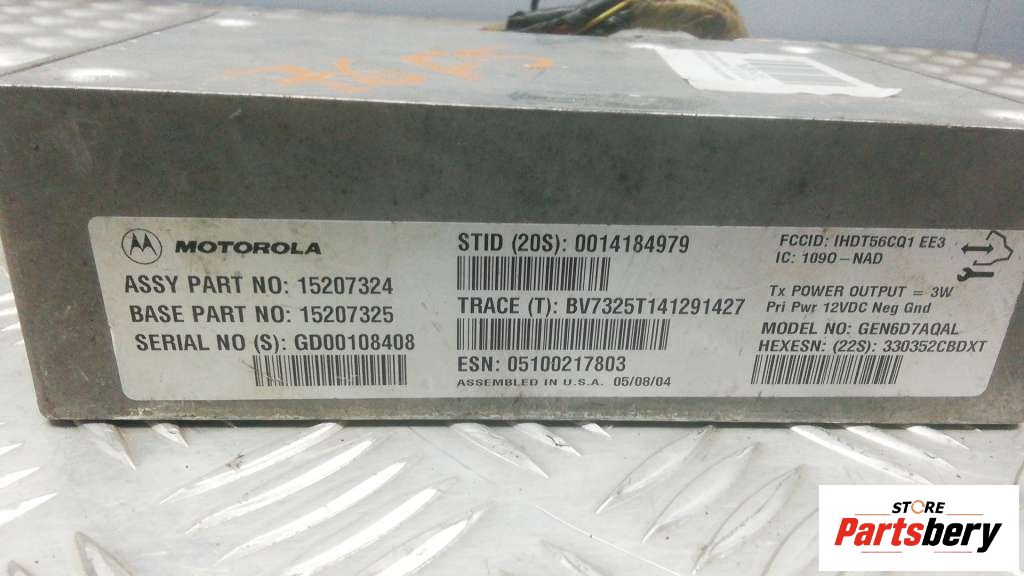 MOTOROLA
ASSY PART NO: 15207324
BASE PART NO: 15207325
SERIAL NO (S): GD00108408
STID (20S): 0014184979
TRACE (T): BV7325T141291427
ESN: 05100217803
ASSEMBLED IN U.S.A. 05/08/04
FCCID: IHDT56CQ1 EE3
IC: 109O-NAD
Tx POWER OUTPUT = 3W
Pri Pwr 12VDC Neg Gnd
MODEL NO: GEN6D7AQAL
HEXESN: (22S): 330352CBDXT
STORE
Partsbery